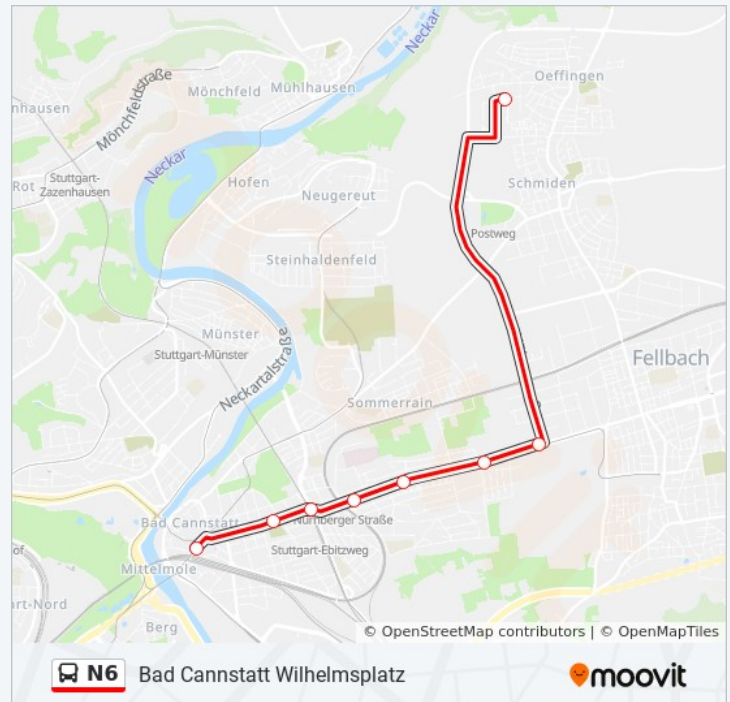 Neckar
Oeffingen
Mönchfeldstraße
Mönchfeld
Mühlhausen
nhausen
Neckar
Rot
Stuttgart-
Zazenhausen
Hofen
Neugereut
Schmiden
Postweg
Steinhaldenfeld
Münster
Stuttgart-Münster
Neckartalstraße
Fellbach
Sommerrain
Bad Cannstatt
Nürnberger Straße
Stuttgart-Ebitzweg
of
Mittelmole
art-Nord
Berg
© OpenStreetMap contributors | © OpenMapTiles
N6 Bad Cannstatt Wilhelmsplatz
moovit